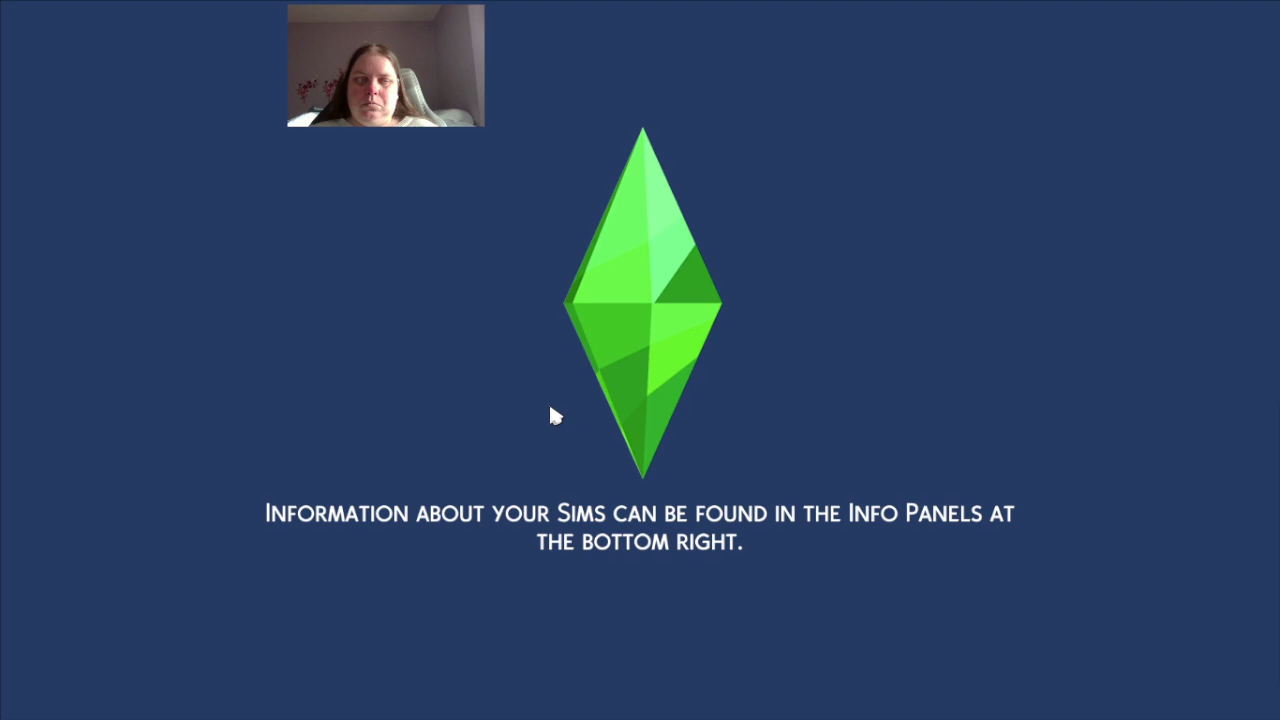 Information about your Sims can be found in the Info Panels at
the bottom right.